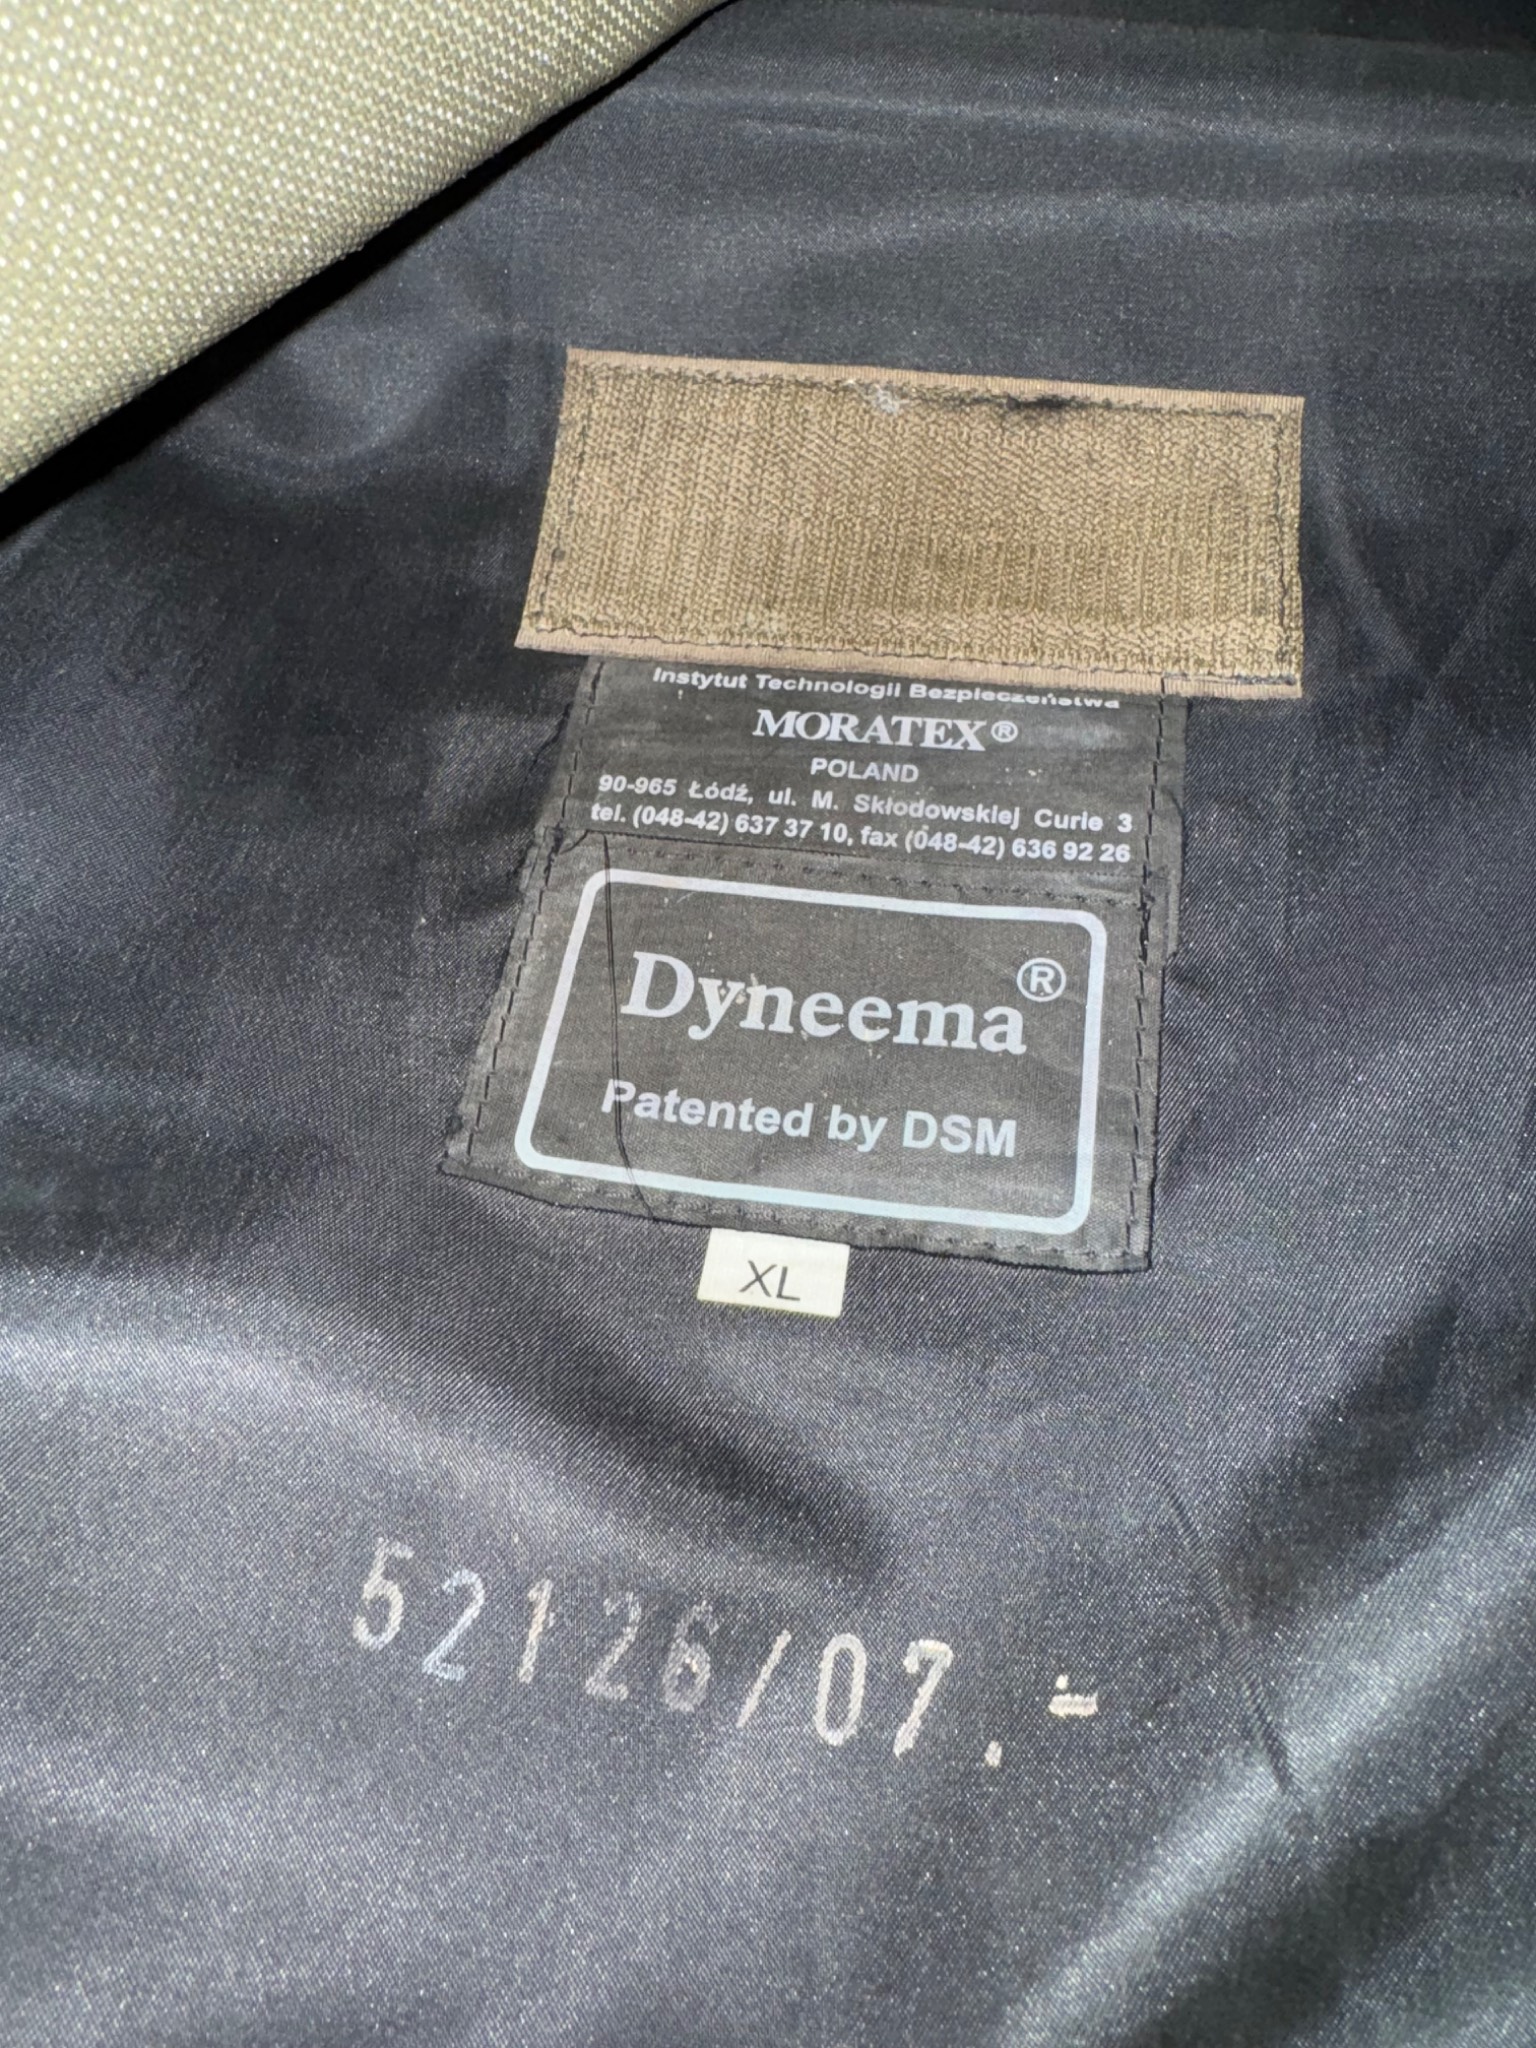 Instytut Technologii Bezpieczeństwa
MORATEX®
POLAND
90-965 Łódź, ul. M. Skłodowskiej Curie 3
tel. (048-42) 637 37 10, fax (048-42) 636 92 26
Dyneema®
Patented by DSM
XL
52126/07.-